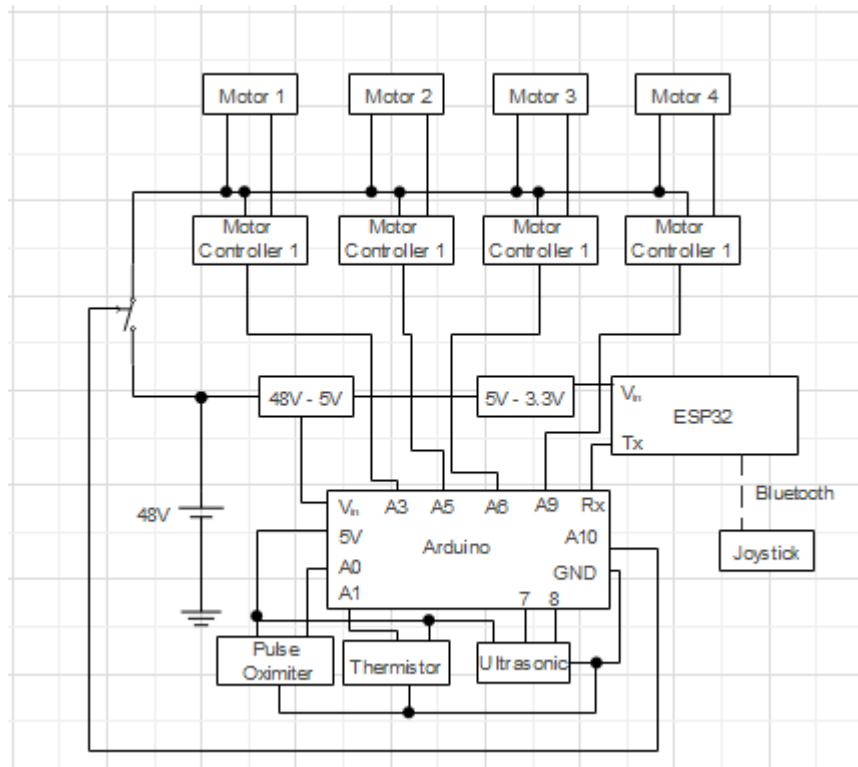 Motor 1
Motor 2
Motor 3
Motor 4
Motor
Controller 1
Motor
Controller 1
Motor
Controller 1
Motor
Controller 1
48V - 5V
5V - 3.3V
Vin
ESP32
Tx
Bluetooth
Joystick
48V
Vin
A3
A5
A6
A9
Rx
5V
Arduino
A10
A0
GND
A1
7
8
Pulse
Oximiter
Thermistor
Ultrasonic